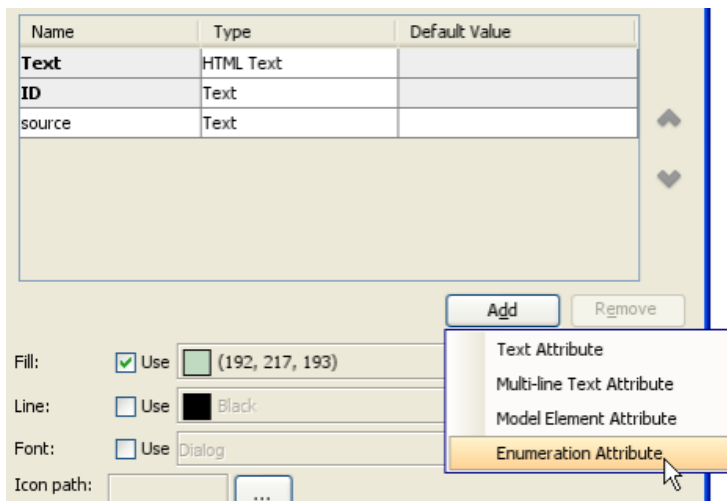 Name Type Default Value
Text HTML Text
ID Text
source Text
Add Remove
Text Attribute
Fill: Use (192, 217, 193)
Multi-line Text Attribute
Line: Use Black
Model Element Attribute
Font: Use Dialog
Enumeration Attribute
Icon path: ...